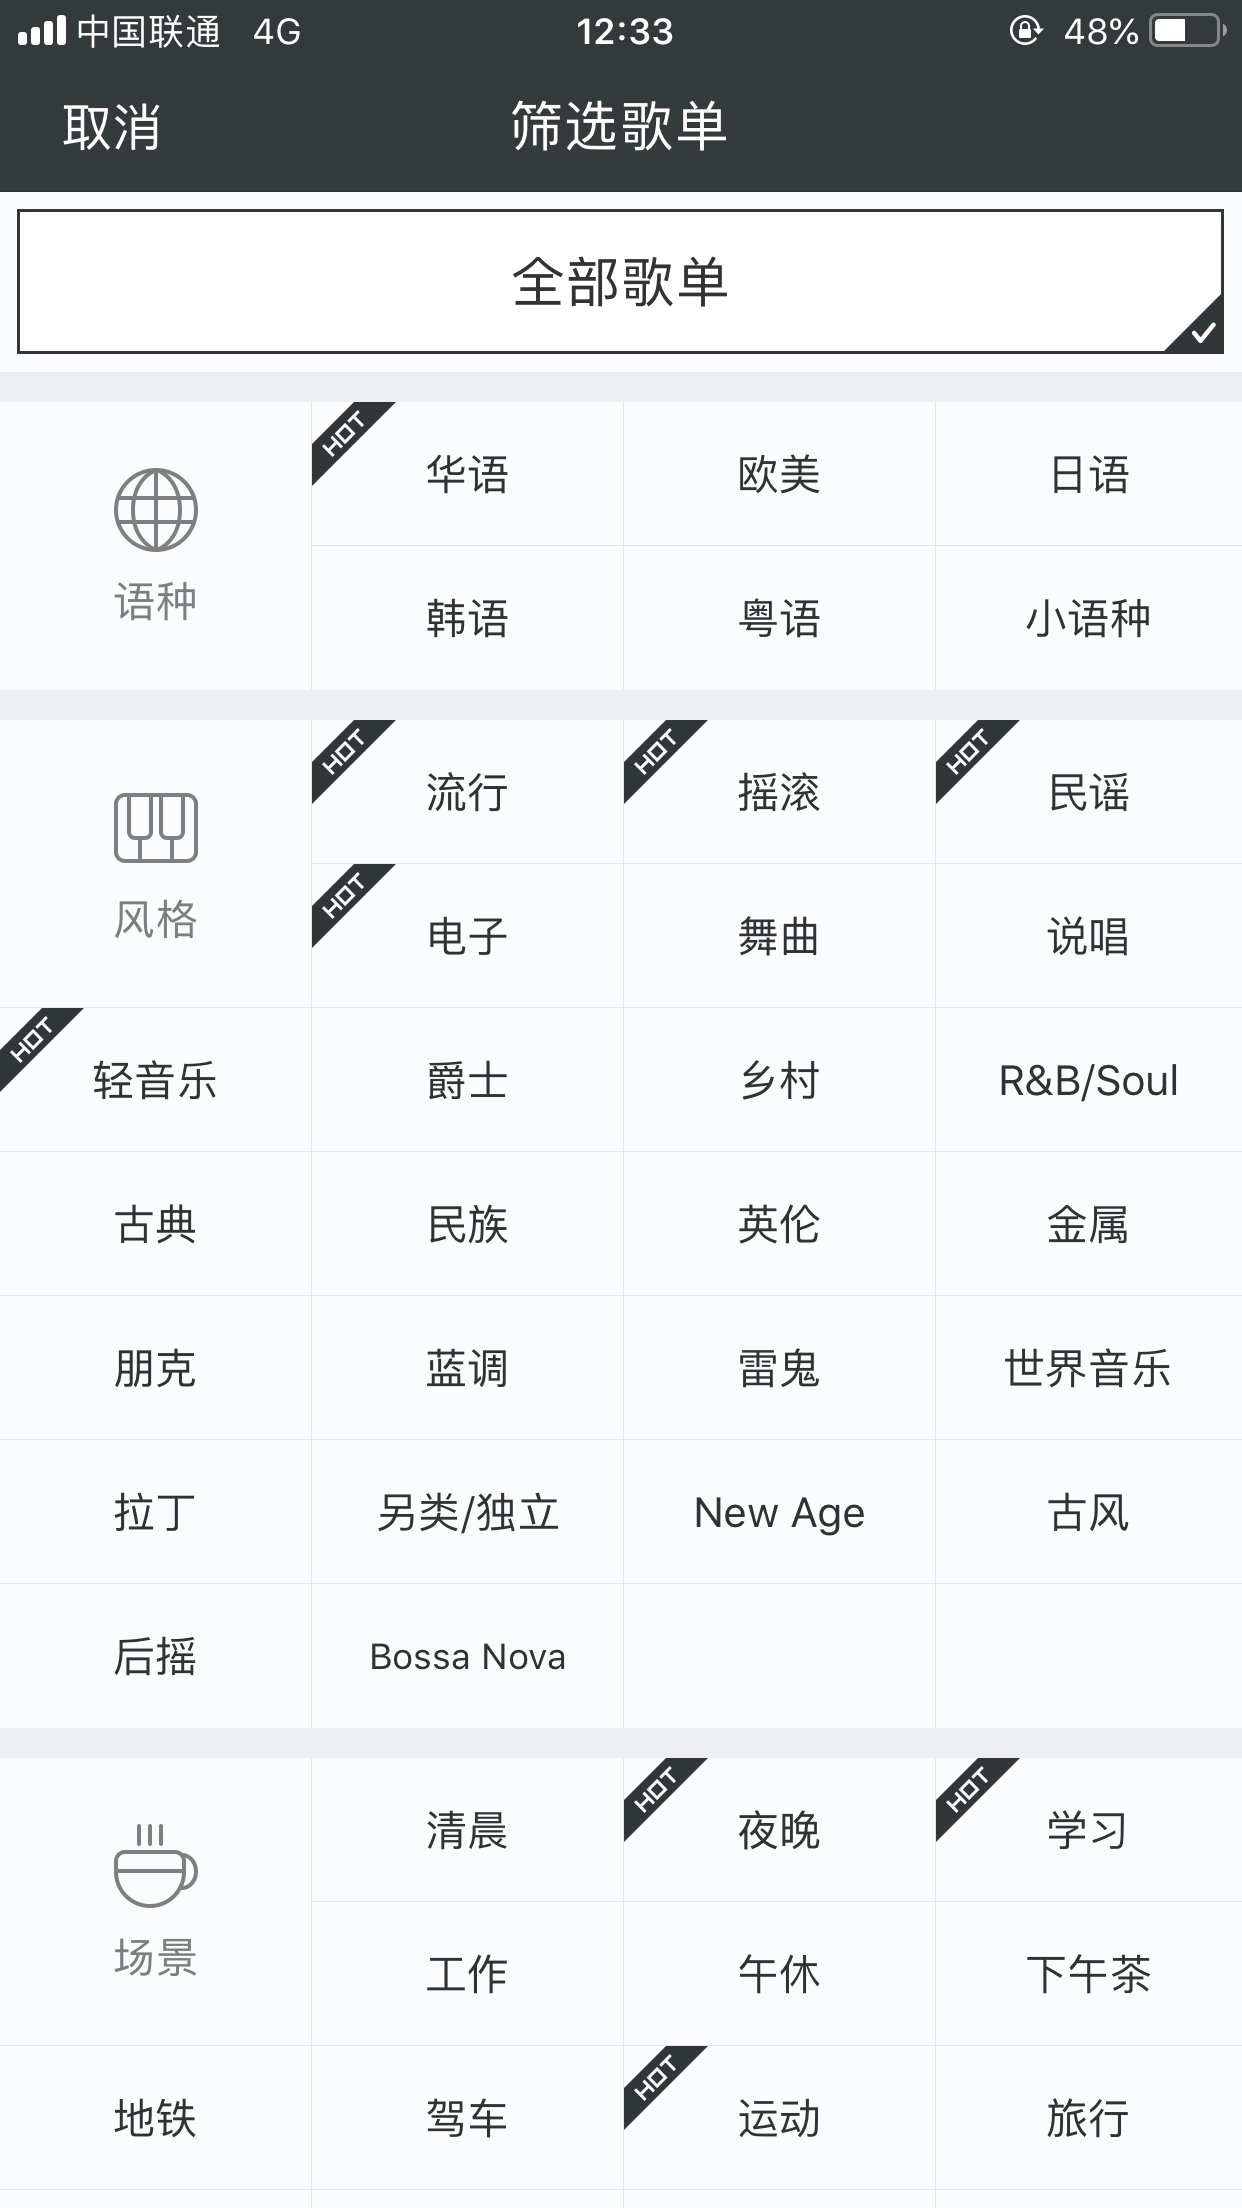 中国联通 4G 12:33 48%
取消 筛选歌单
全部歌单
语种
HOT 华语 欧美 日语
韩语 粤语 小语种
风格
HOT 流行 HOT 摇滚 HOT 民谣
HOT 电子 舞曲 说唱
HOT 轻音乐 爵士 乡村 R&B/Soul
古典 民族 英伦 金属
朋克 蓝调 雷鬼 世界音乐
拉丁 另类/独立 New Age 古风
后摇 Bossa Nova
场景
清晨 HOT 夜晚 HOT 学习
工作 午休 下午茶
地铁 驾车 HOT 运动 旅行